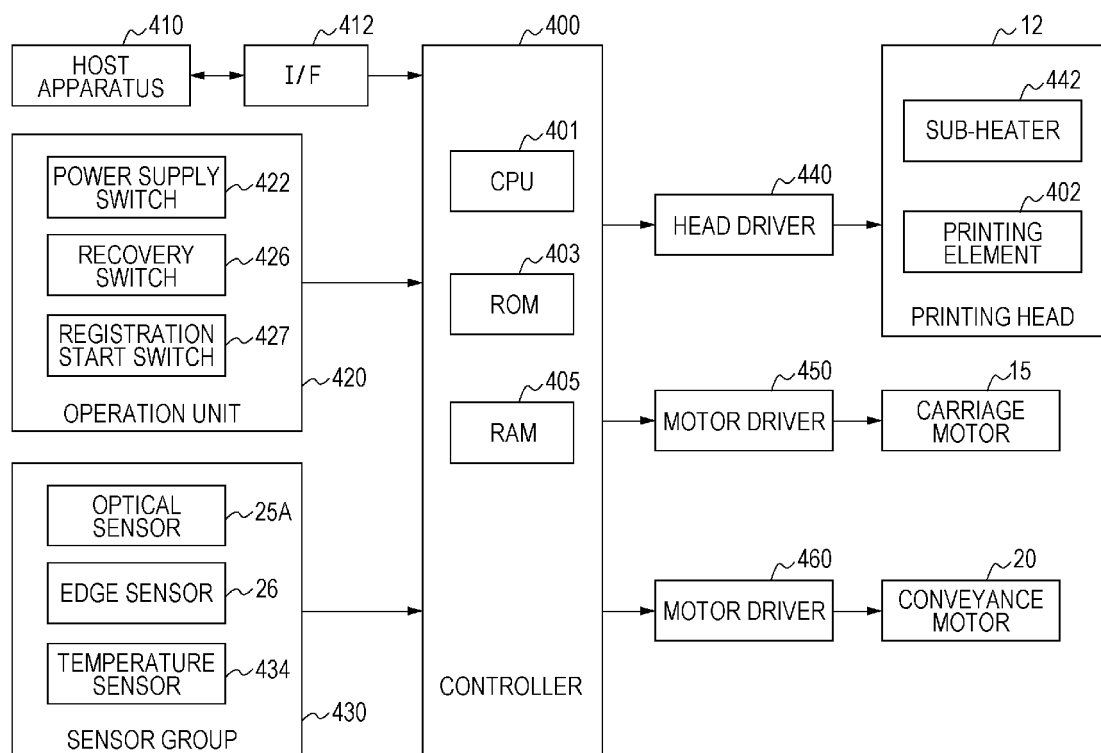 410
HOST
APPARATUS
412
I/F
POWER SUPPLY
SWITCH
422
RECOVERY
SWITCH
426
REGISTRATION
START SWITCH
427
420
OPERATION UNIT
OPTICAL
SENSOR
25A
EDGE SENSOR
26
TEMPERATURE
SENSOR
434
430
SENSOR GROUP
400
401
CPU
403
ROM
405
RAM
CONTROLLER
440
HEAD DRIVER
450
MOTOR DRIVER
460
MOTOR DRIVER
12
442
SUB-HEATER
402
PRINTING
ELEMENT
PRINTING HEAD
15
CARRIAGE
MOTOR
20
CONVEYANCE
MOTOR